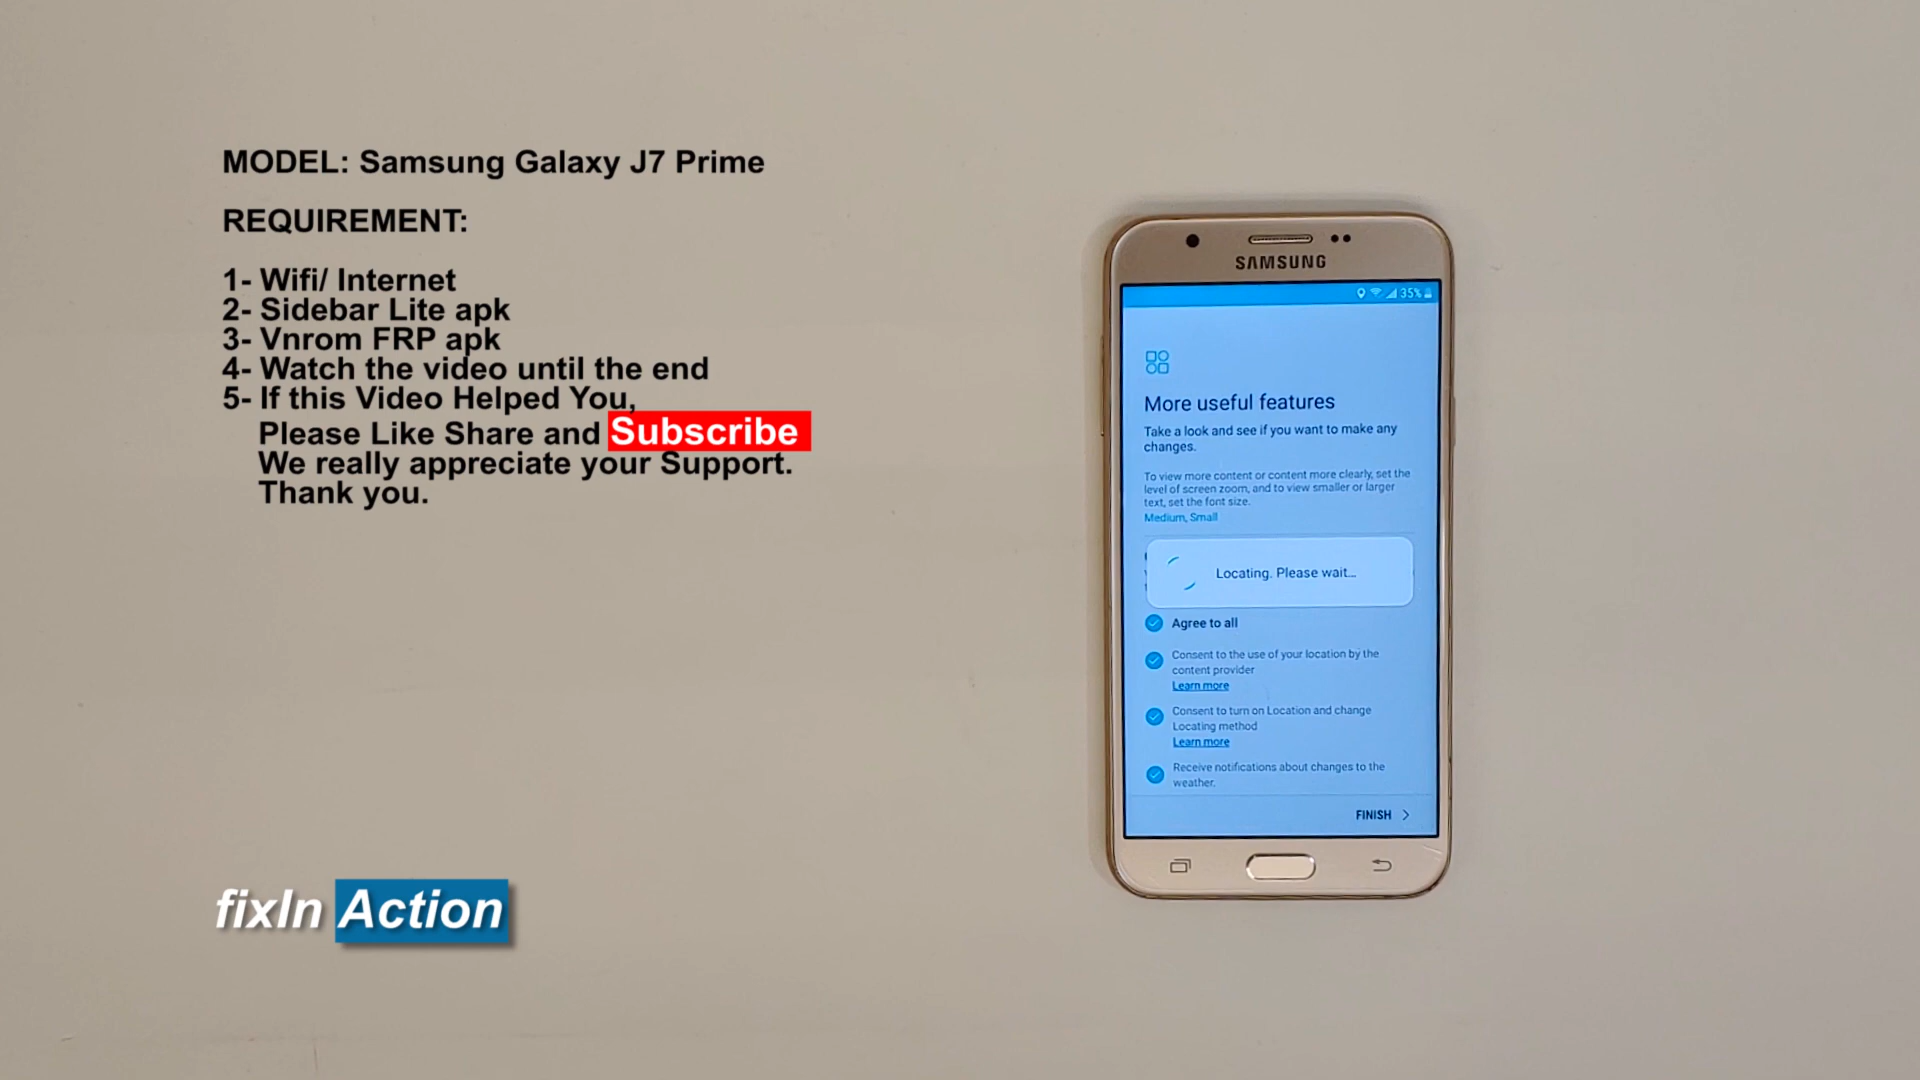 MODEL: Samsung Galaxy J7 Prime
REQUIREMENT:
1- Wifi/ Internet
2- Sidebar Lite apk
3- Vnrom FRP apk
4- Watch the video until the end
5- If this Video Helped You,
Please Like Share and Subscribe
We really appreciate your Support.
Thank you.
fixIn Action
SAMSUNG
35%
More useful features
Take a look and see if you want to make any
changes.
To view more content or content more clearly, set the
level of screen zoom, and to view smaller or larger
text, set the font size.
Medium, Small
Locating. Please wait...
Agree to all
Consent to the use of your location by the
content provider
Learn more
Consent to turn on Location and change
Locating method
Learn more
Receive notifications about changes to the
weather.
FINISH >